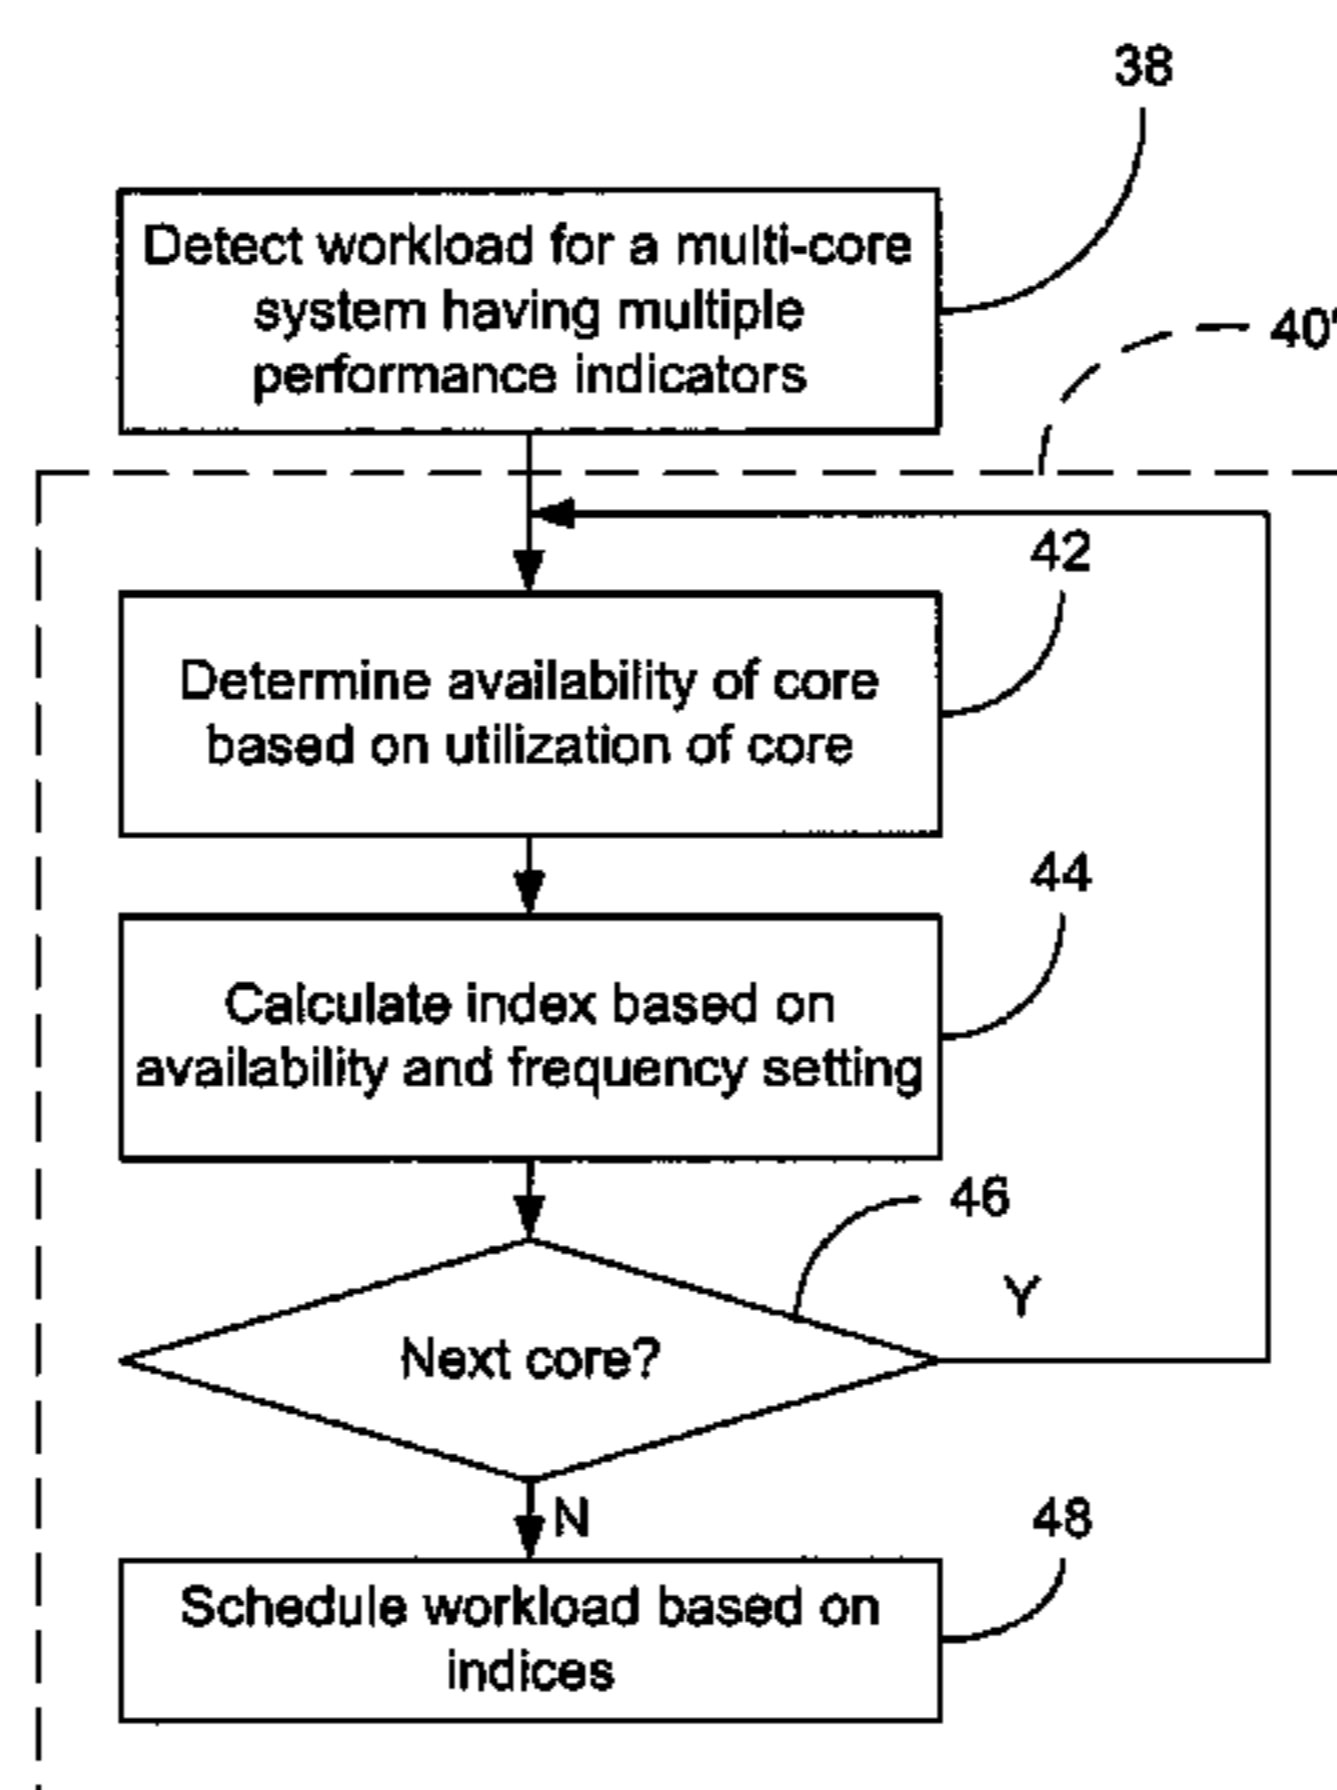 38
Detect workload for a multi-core
system having multiple
performance indicators
40'
42
Determine availability of core
based on utilization of core
44
Calculate index based on
availability and frequency setting
46
Y
Next core?
N
48
Schedule workload based on
indices